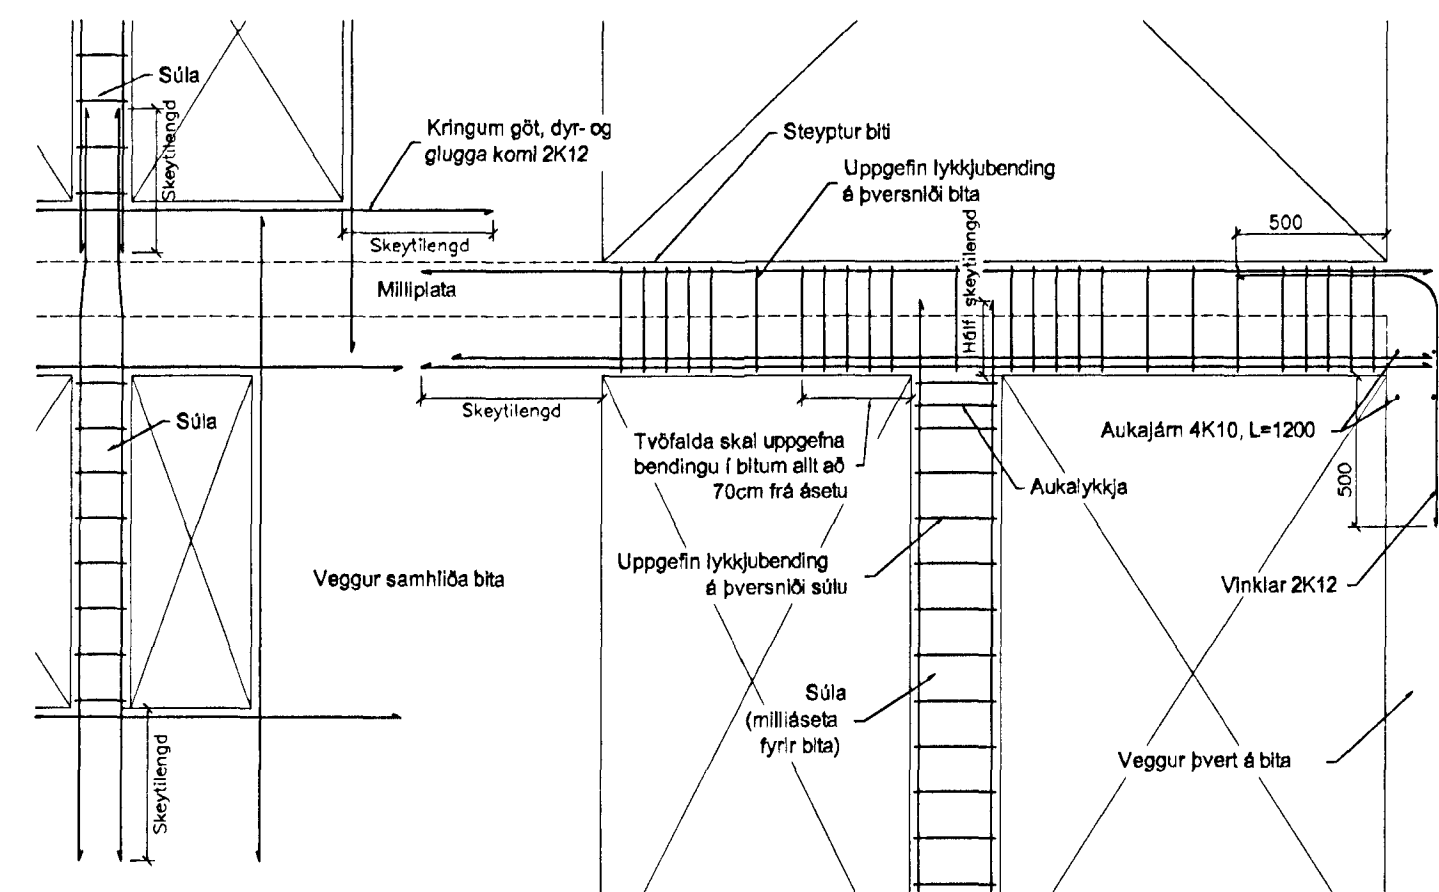 Súla
Skeytilengd
Kringum göt, dyr- og
glugga komi 2K12
Skeytilengd
Steyptur biti
Uppgefin lykkjubending
á þversniði bita
500
Milliplata
Hálf skeytilengd
Skeytilengd
Súla
Tvöfalda skal uppgefna
bendingu í bitum allt að
70cm frá ásetu
Aukajárn 4K10, L=1200
Aukalykkja
500
Uppgefin lykkjubending
á þversniði súlu
Veggur samhliða bita
Vinklar 2K12
Súla
(milliáseta
fyrir bita)
Veggur þvert á bita
Skeytilengd